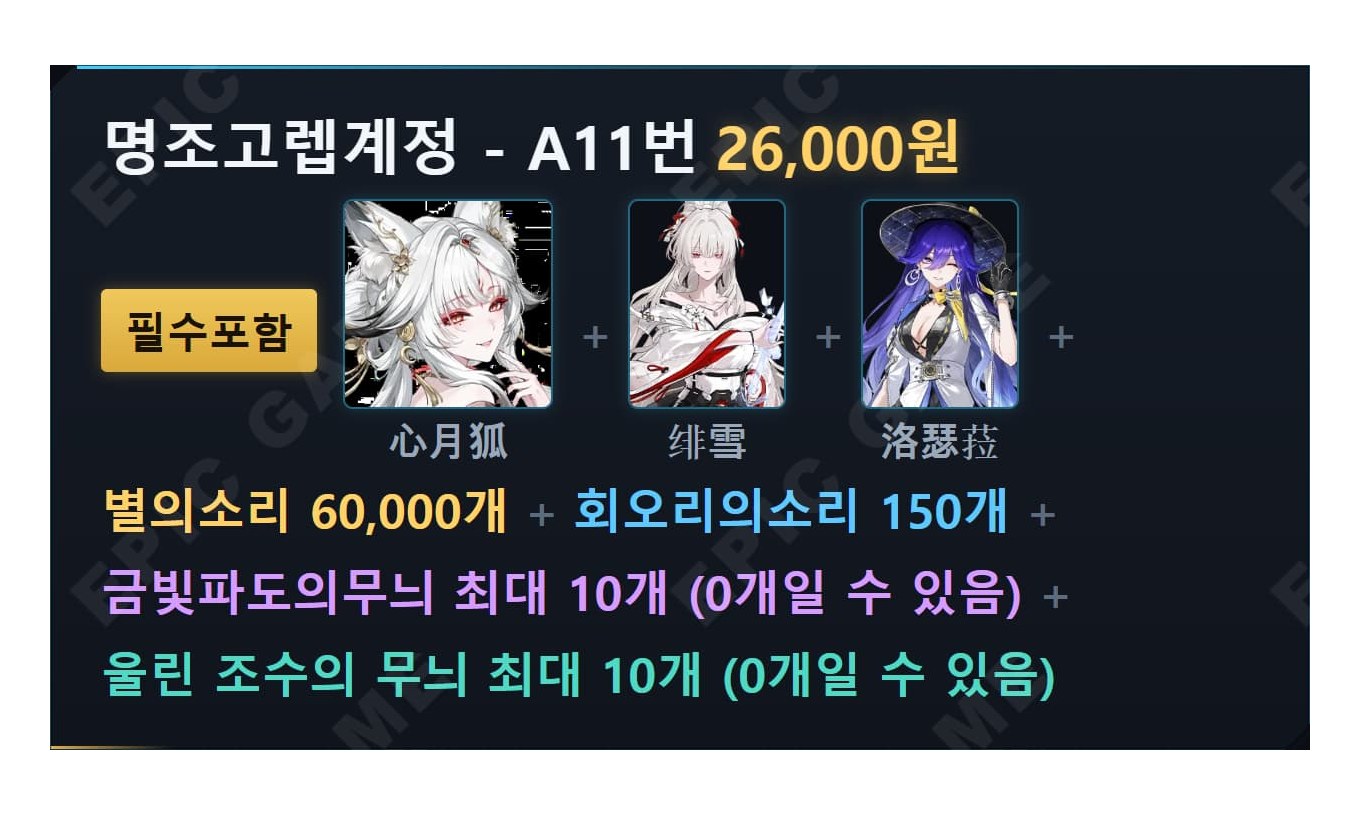 명조고렙계정 - A11번 26,000원
필수포함
+ + +
心月狐 绯雪 洛瑟菈
별의소리 60,000개 + 회오리의소리 150개 +
금빛파도의무늬 최대 10개 (0개일 수 있음) +
울린 조수의 무늬 최대 10개 (0개일 수 있음)
EPIC GAME